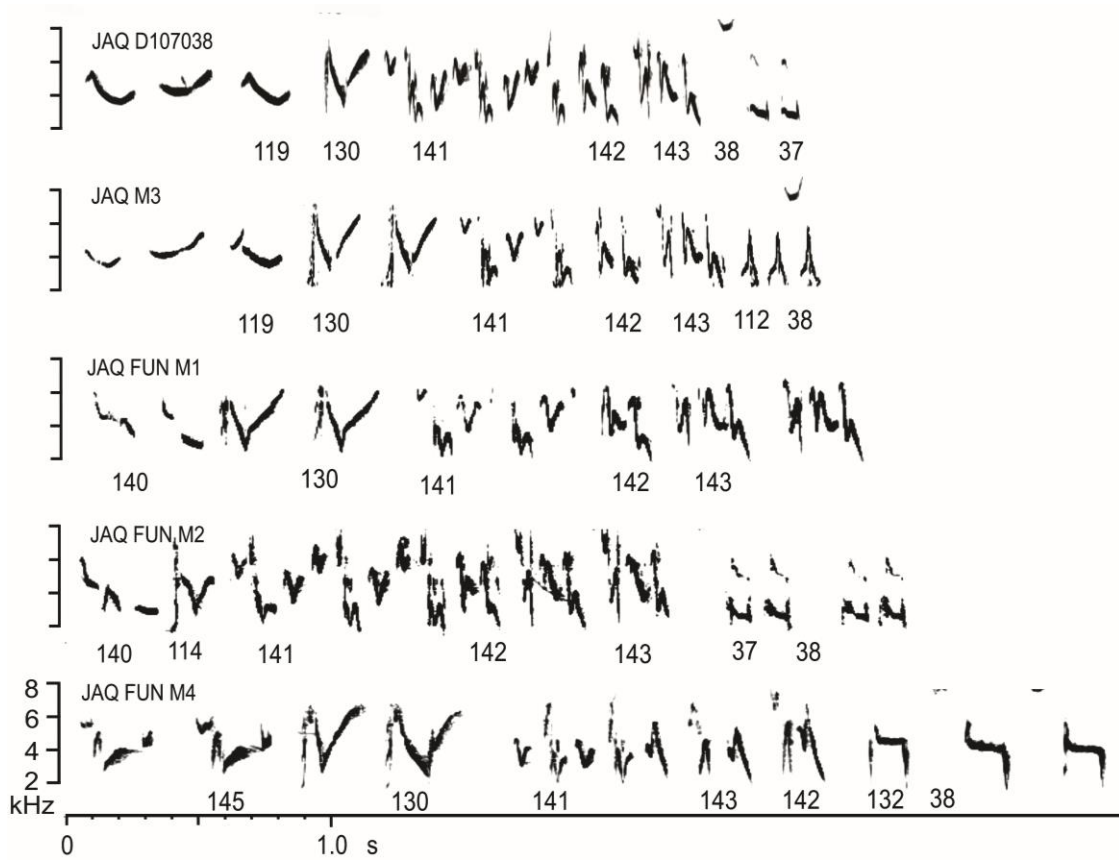 JAQ D107038
119 130 141 142 143 38 37
JAQ M3
119 130 141 142 143 112 38
JAQ FUN M1
140 130 141 142 143
JAQ FUN M2
140 114 141 142 143 37 38
8 JAQ FUN M4
6
4
2
kHz 145 130 141 143 142 132 38
0 1.0 s